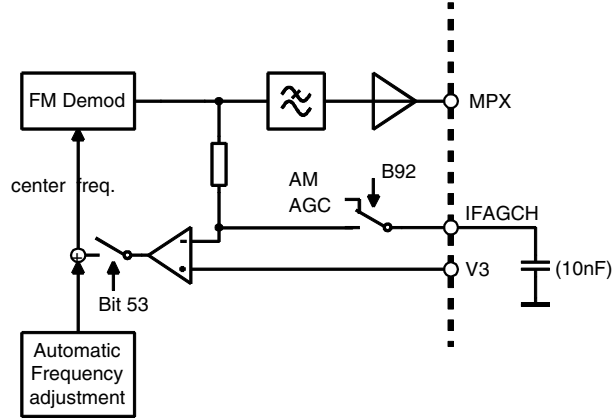 FM Demod
MPX
center freq.
AM
AGC
B92
IFAGCH
V3
(10nF)
Bit 53
Automatic
Frequency
adjustment